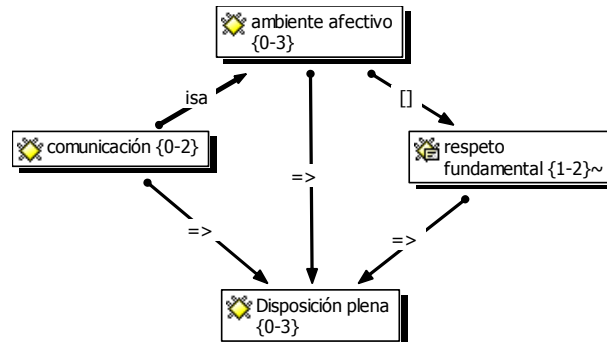 ambiente afectivo
{0-3}
isa
[]
comunicación {0-2}
respeto
fundamental {1-2}~
=>
=>
=>
Disposición plena
{0-3}